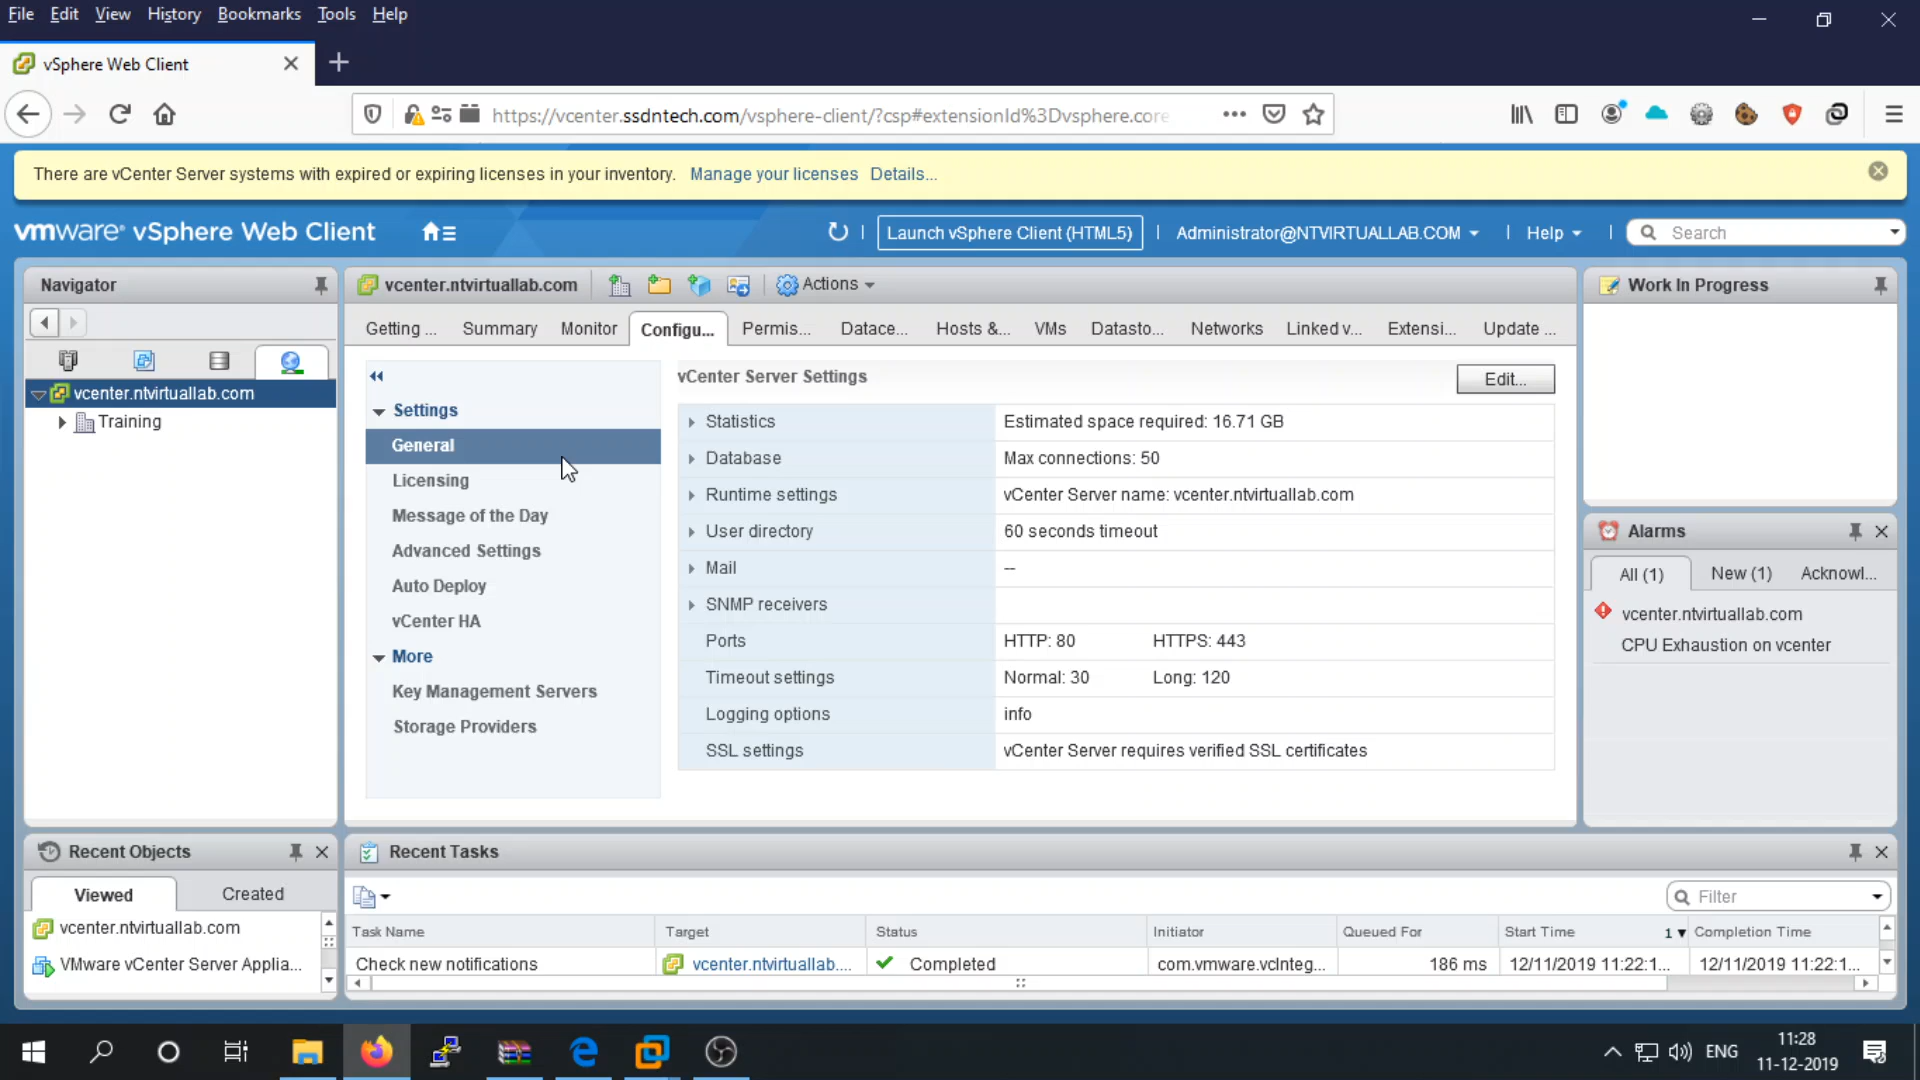 File Edit View History Bookmarks Tools Help
vSphere Web Client
https://vcenter.ssdntech.com/vsphere-client/?csp#extensionId%3Dvsphere.core
There are vCenter Server systems with expired or expiring licenses in your inventory. Manage your licenses Details...
vmware® vSphere Web Client
Launch vSphere Client (HTML5) Administrator@NTVIRTUALLAB.COM Help Search
Navigator
vcenter.ntvirtuallab.com
Training
vcenter.ntvirtuallab.com Actions
Getting ... Summary Monitor Configu... Permis... Datace... Hosts &... VMs Datasto... Networks Linked v... Extensi... Update ...
Settings
General
Licensing
Message of the Day
Advanced Settings
Auto Deploy
vCenter HA
More
Key Management Servers
Storage Providers
vCenter Server Settings
Edit...
Statistics Estimated space required: 16.71 GB
Database Max connections: 50
Runtime settings vCenter Server name: vcenter.ntvirtuallab.com
User directory 60 seconds timeout
Mail --
SNMP receivers
Ports HTTP: 80 HTTPS: 443
Timeout settings Normal: 30 Long: 120
Logging options info
SSL settings vCenter Server requires verified SSL certificates
Work In Progress
Alarms
All (1) New (1) Acknowl...
vcenter.ntvirtuallab.com
CPU Exhaustion on vcenter
Recent Objects
Viewed Created
vcenter.ntvirtuallab.com
VMware vCenter Server Applia...
Recent Tasks
Filter
Task Name Target Status Initiator Queued For Start Time 1 Completion Time
Check new notifications vcenter.ntvirtuallab.... Completed com.vmware.vcInteg... 186 ms 12/11/2019 11:22:1... 12/11/2019 11:22:1...
ENG
11:28
11-12-2019